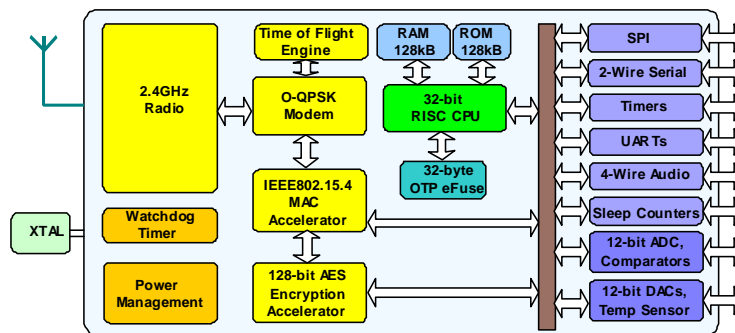 Time of Flight
Engine
RAM
128kB
ROM
128kB
SPI
2.4GHz
Radio
O-QPSK
Modem
32-bit
RISC CPU
2-Wire Serial
Timers
UARTs
IEEE802.15.4
MAC
Accelerator
32-byte
OTP eFuse
4-Wire Audio
XTAL
Watchdog
Timer
Sleep Counters
Power
Management
128-bit AES
Encryption
Accelerator
12-bit ADC,
Comparators
12-bit DACs,
Temp Sensor